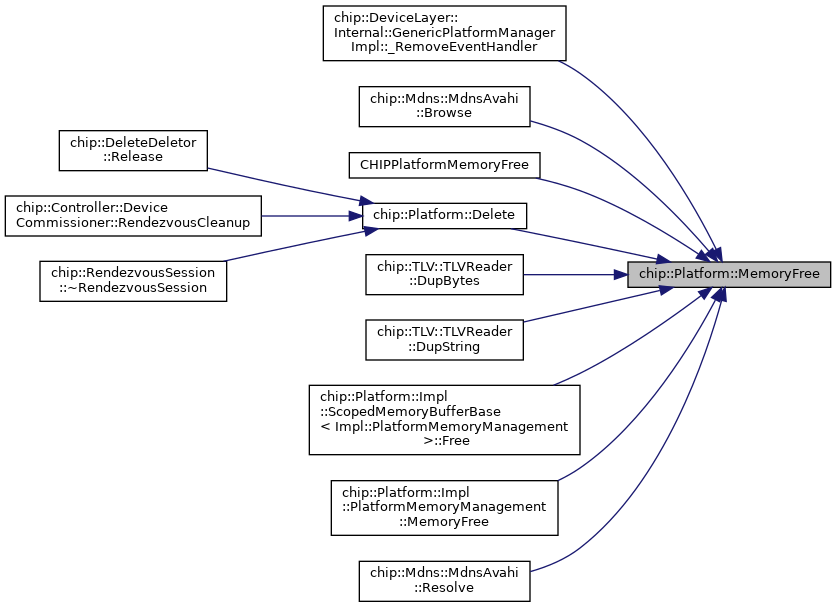 chip::DeviceLayer::
Internal::GenericPlatformManager
Impl::_RemoveEventHandler
chip::Mdns::MdnsAvahi
::Browse
chip::DeleteDeletor
::Release
CHIPPlatformMemoryFree
chip::Controller::Device
Commissioner::RendezvousCleanup
chip::Platform::Delete
chip::RendezvousSession
::~RendezvousSession
chip::TLV::TLVReader
::DupBytes
chip::Platform::MemoryFree
chip::TLV::TLVReader
::DupString
chip::Platform::Impl
::ScopedMemoryBufferBase
< Impl::PlatformMemoryManagement
>::Free
chip::Platform::Impl
::PlatformMemoryManagement
::MemoryFree
chip::Mdns::MdnsAvahi
::Resolve